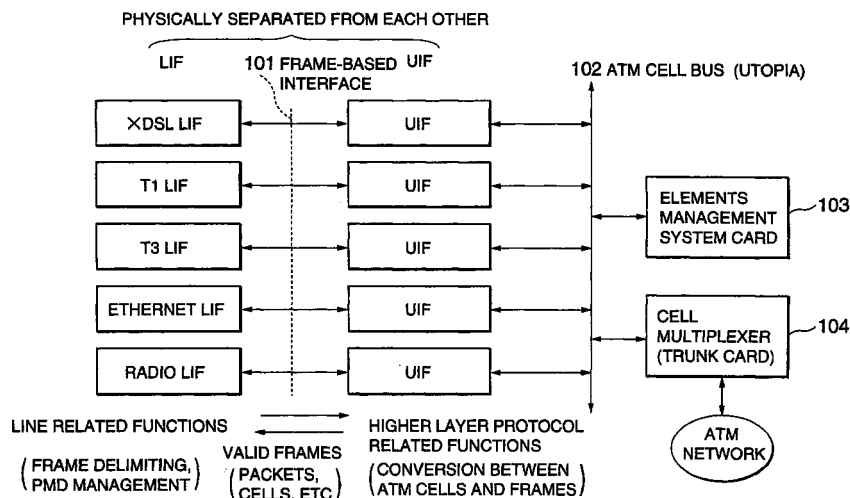 PHYSICALLY SEPARATED FROM EACH OTHER
LIF
101 FRAME-BASED
INTERFACE
UIF
102 ATM CELL BUS (UTOPIA)
XDSL LIF
UIF
T1 LIF
UIF
ELEMENTS
MANAGEMENT
SYSTEM CARD
103
T3 LIF
UIF
ETHERNET LIF
UIF
CELL
MULTIPLEXER
(TRUNK CARD)
104
RADIO LIF
UIF
LINE RELATED FUNCTIONS
(FRAME DELIMITING,
PMD MANAGEMENT)
VALID FRAMES
(PACKETS,
CELLS, ETC)
HIGHER LAYER PROTOCOL
RELATED FUNCTIONS
(CONVERSION BETWEEN
ATM CELLS AND FRAMES)
ATM
NETWORK